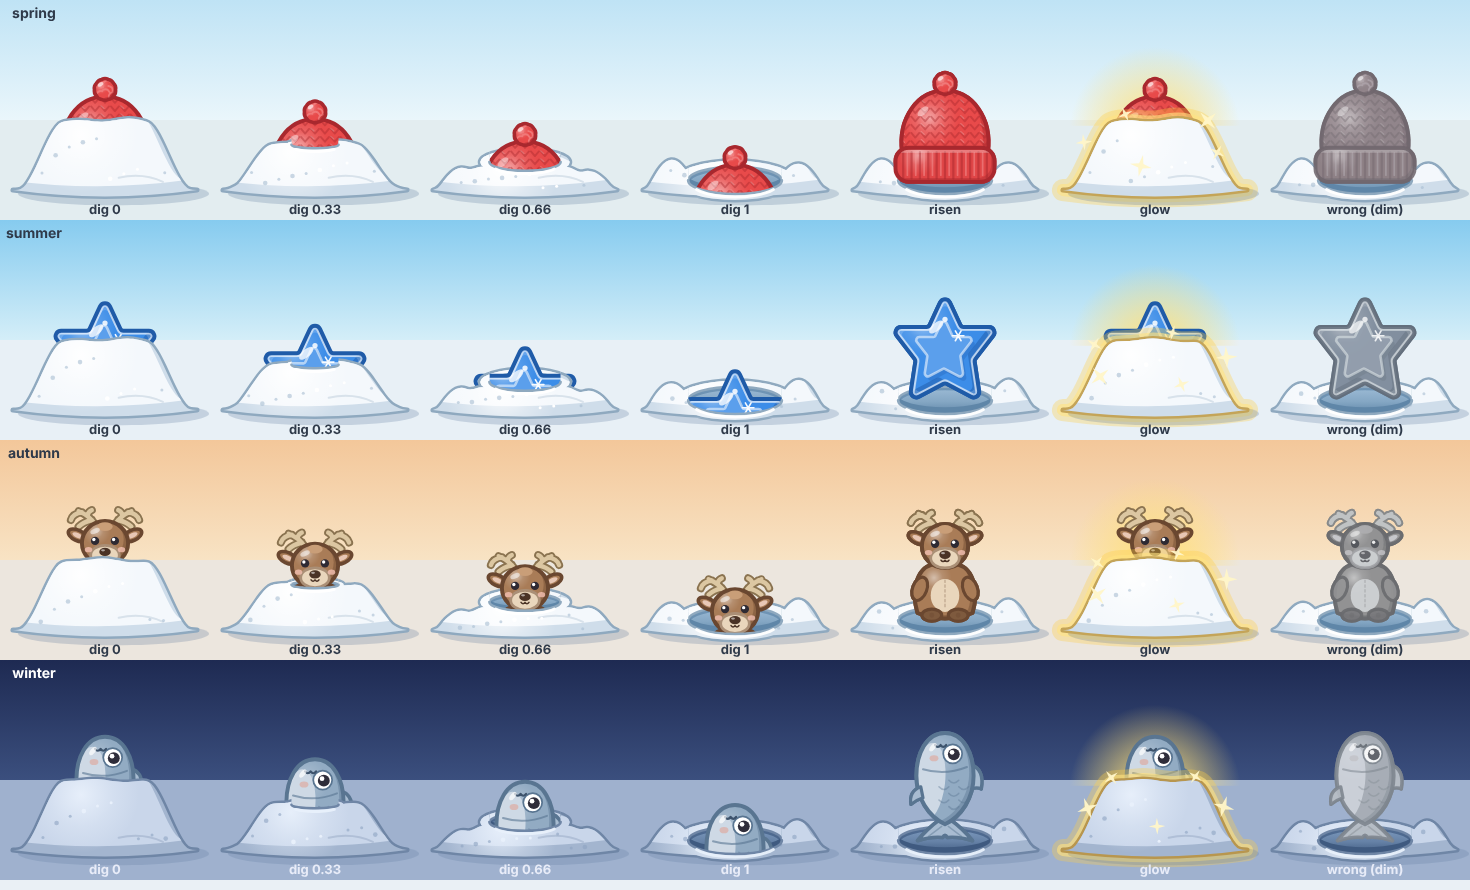 spring
dig 0 dig 0.33 dig 0.66 dig 1 risen glow wrong (dim)
summer
dig 0 dig 0.33 dig 0.66 dig 1 risen glow wrong (dim)
autumn
dig 0 dig 0.33 dig 0.66 dig 1 risen glow wrong (dim)
winter
dig 0 dig 0.33 dig 0.66 dig 1 risen glow wrong (dim)